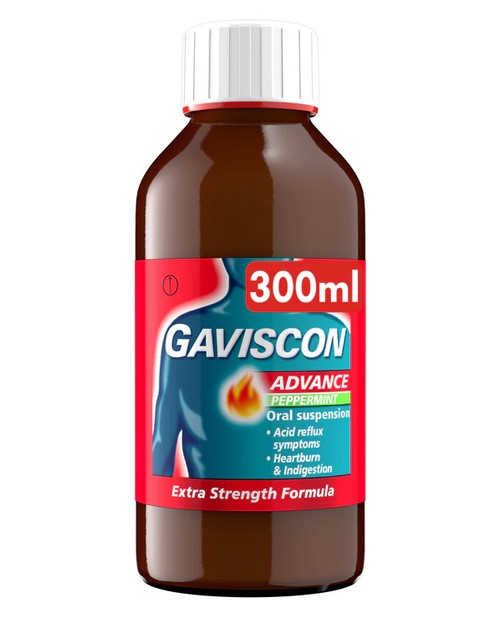 300ml
GAVISCON
ADVANCE
PEPPERMINT
Oral suspension
• Acid reflux
symptoms
• Heartburn
& Indigestion
Extra Strength Formula